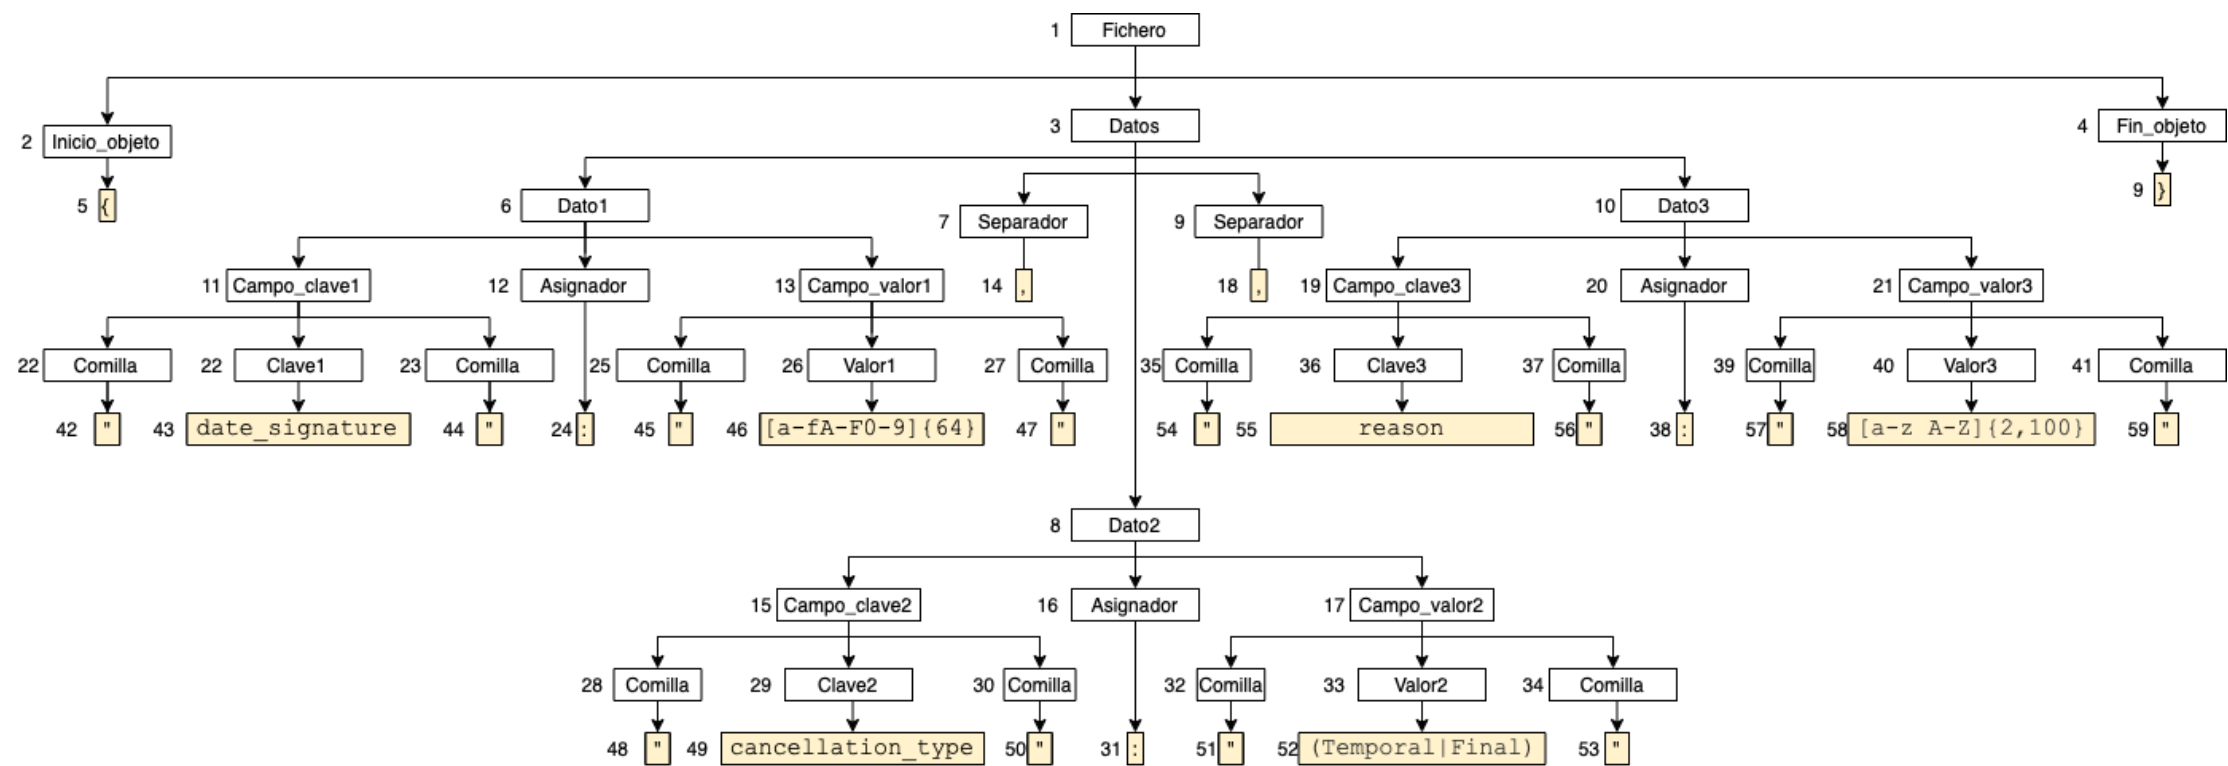 1 Fichero
2 Inicio_objeto
3 Datos
4 Fin_objeto
5 {
6 Dato1
7 Separador
9 Separador
10 Dato3
9 }
11 Campo_clave1
12 Asignador
13 Campo_valor1
14 ,
18 ,
19 Campo_clave3
20 Asignador
21 Campo_valor3
22 Comilla
22 Clave1
23 Comilla
25 Comilla
26 Valor1
27 Comilla
35 Comilla
36 Clave3
37 Comilla
39 Comilla
40 Valor3
41 Comilla
42 "
43 date_signature
44 "
24 :
45 "
46 [a-fA-F0-9]{64}
47 "
54 "
55 reason
56 "
38 :
57 "
58 [a-z A-Z]{2,100}
59 "
8 Dato2
15 Campo_clave2
16 Asignador
17 Campo_valor2
28 Comilla
29 Clave2
30 Comilla
32 Comilla
33 Valor2
34 Comilla
48 "
49 cancellation_type
50 "
31 :
51 "
52 (Temporal|Final)
53 "